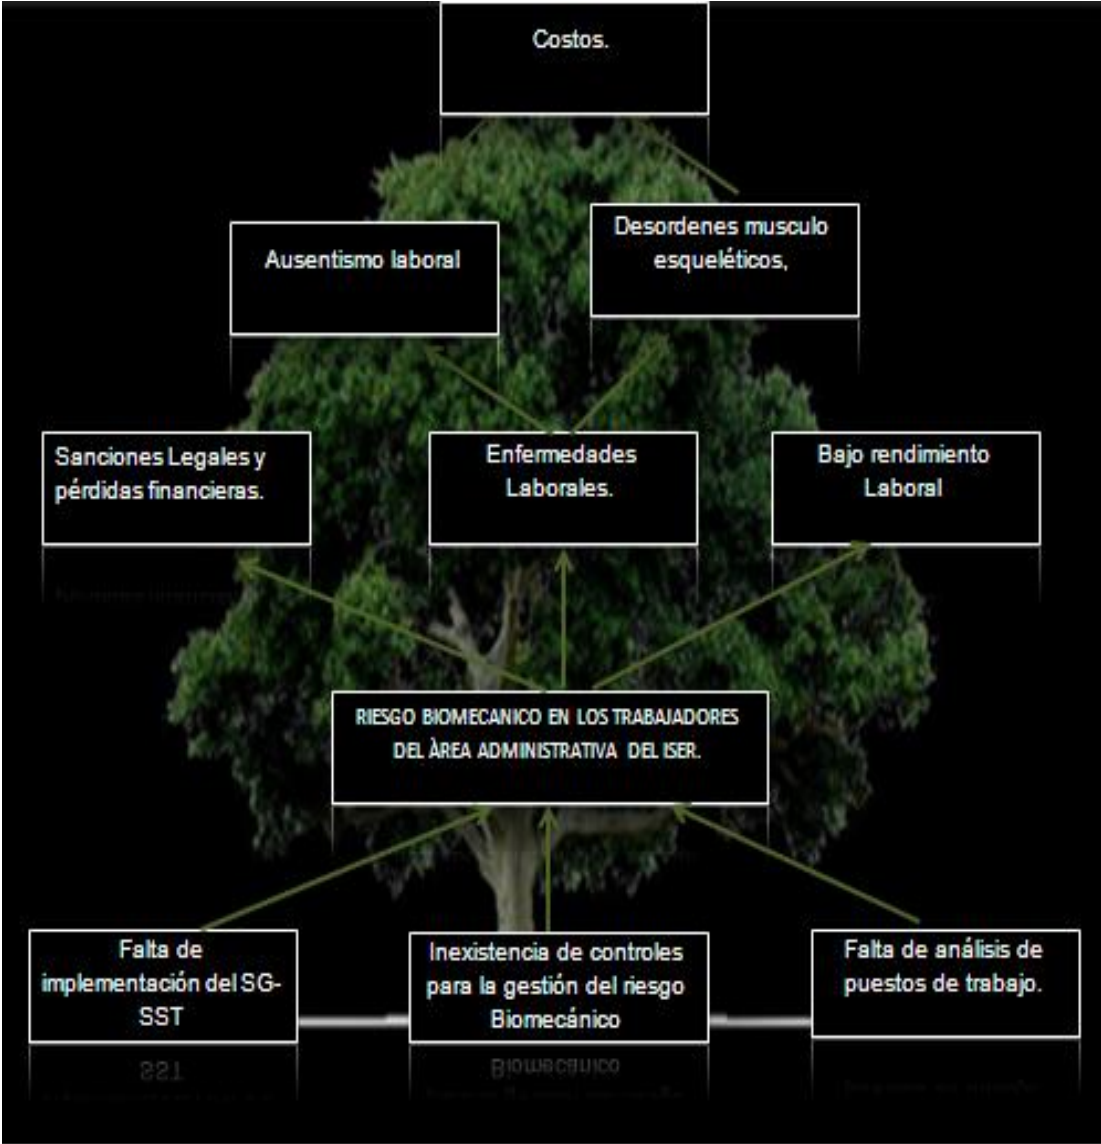 Costos.
Ausentismo laboral
Desordenes musculo
esqueléticos,
Sanciones Legales y
pérdidas financieras.
Enfermedades
Laborales.
Bajo rendimiento
Laboral
RIESGO BIOMECANICO EN LOS TRABAJADORES
DEL ÀREA ADMINISTRATIVA DEL ISER.
Falta de
implementación del SG-
SST
Inexistencia de controles
para la gestión del riesgo
Biomecánico
Falta de análisis de
puestos de trabajo.